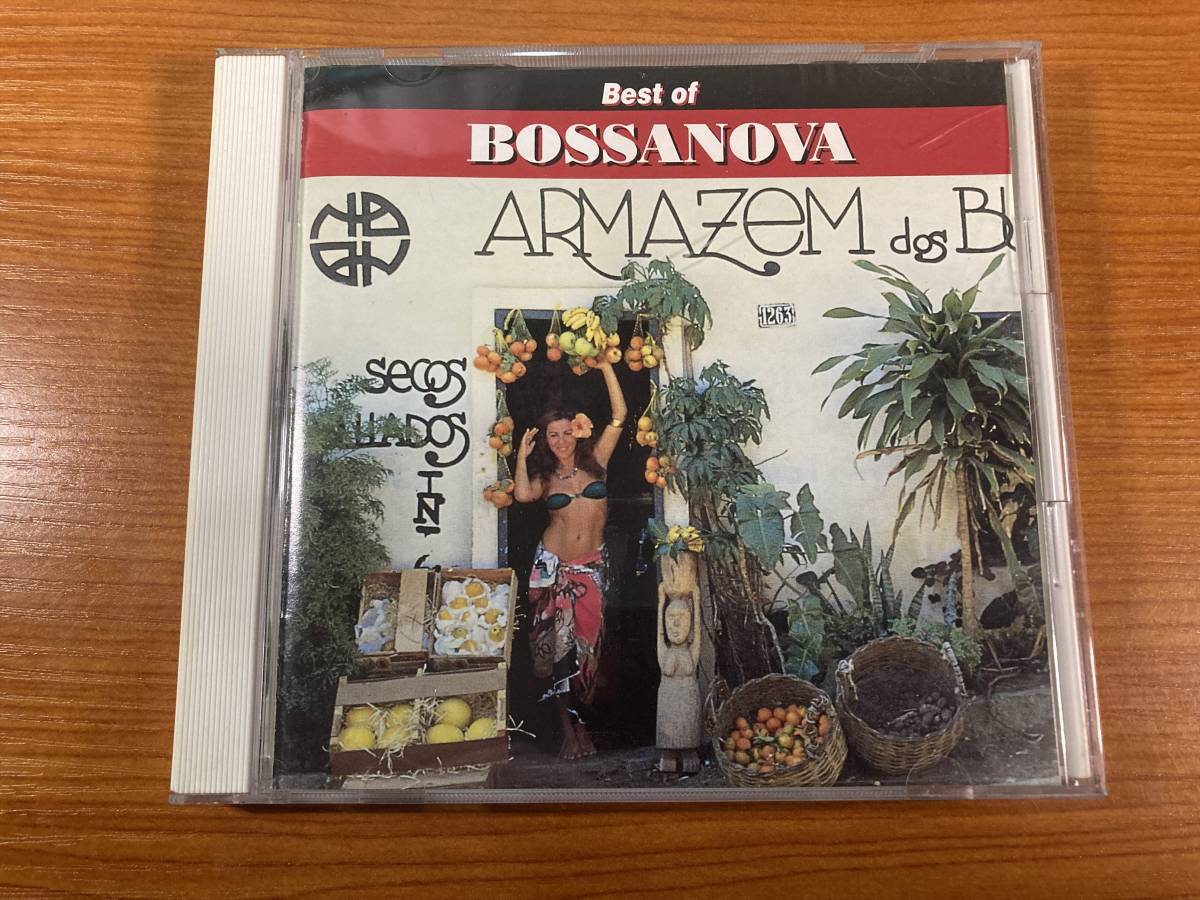 Best of
BOSSANOVA
ARMAZEM dos
1263
SECOS